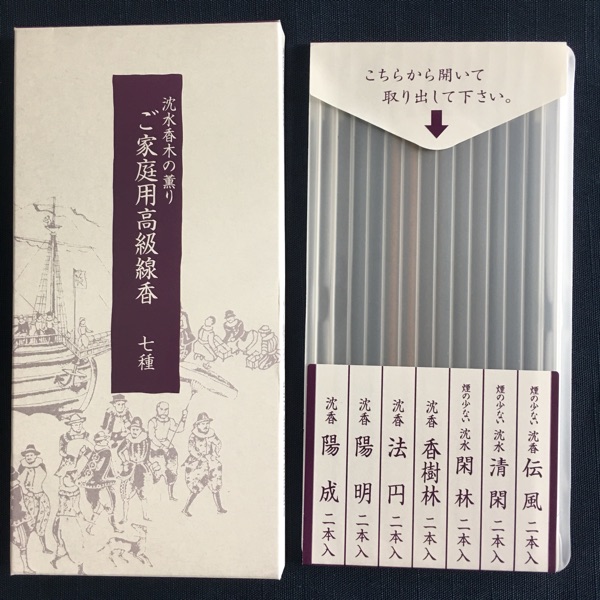 沈水香木の薫り
ご家庭用高級線香 七種
こちらから開いて
取り出して下さい。
煙の少ない 沈香 伝風 二本入
煙の少ない 沈水 清閑 二本入
煙の少ない 沈水 閑林 二本入
沈香 香樹林 二本入
沈香 法円 二本入
沈香 陽明 二本入
沈香 陽成 二本入